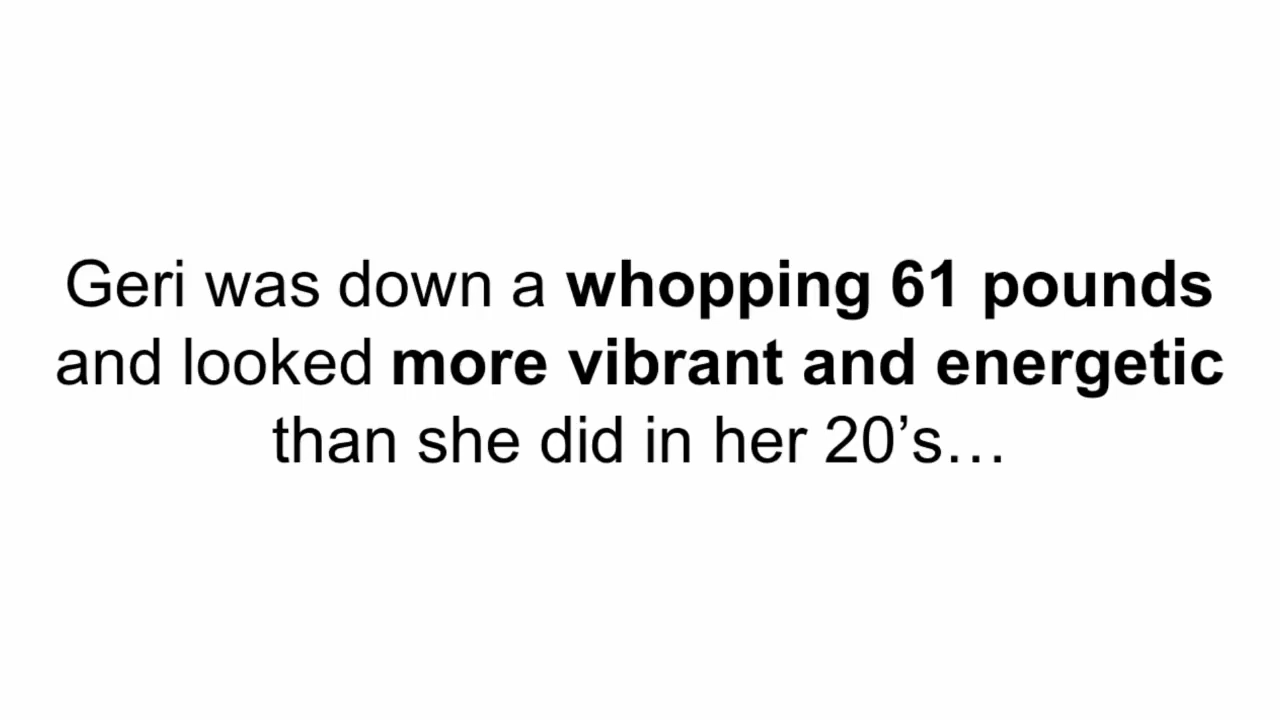 Geri was down a whopping 61 pounds
and looked more vibrant and energetic
than she did in her 20’s…